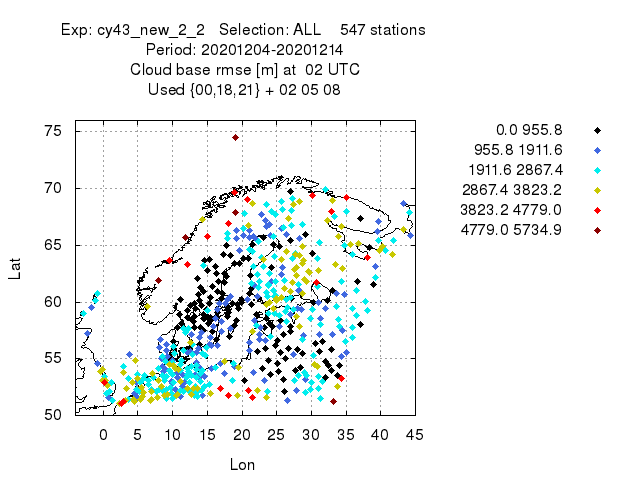 Exp: cy43_new_2_2   Selection: ALL    547 stations
Period: 20201204-20201214
Cloud base rmse [m] at  02 UTC
Used {00,18,21} + 02 05 08
0.0 955.8
955.8 1911.6
1911.6 2867.4
2867.4 3823.2
3823.2 4779.0
4779.0 5734.9
75
70
65
60
55
50
Lat
0 5 10 15 20 25 30 35 40 45
Lon